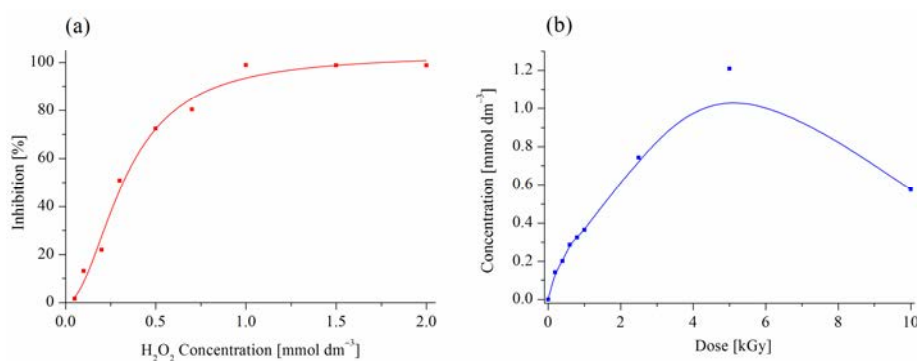 (a)
Inhibition [%]
100
80
60
40
20
0
0.0 0.5 1.0 1.5 2.0
H₂O₂ Concentration [mmol dm⁻³]
(b)
Concentration [mmol dm⁻³]
1.2
1.0
0.8
0.6
0.4
0.2
0.0
0 2 4 6 8 10
Dose [kGy]